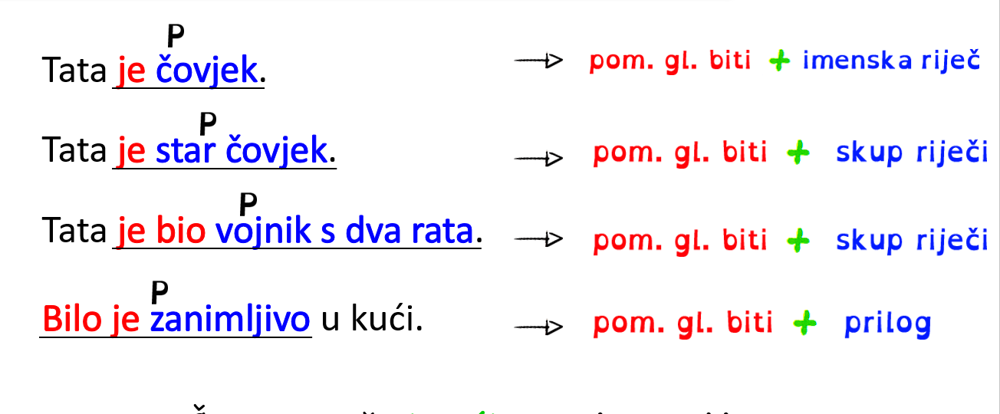 P
Tata je čovjek. → pom. gl. biti + imenska riječ
P
Tata je star čovjek. → pom. gl. biti + skup riječi
P
Tata je bio vojnik s dva rata. → pom. gl. biti + skup riječi
P
Bilo je zanimljivo u kući. → pom. gl. biti + prilog